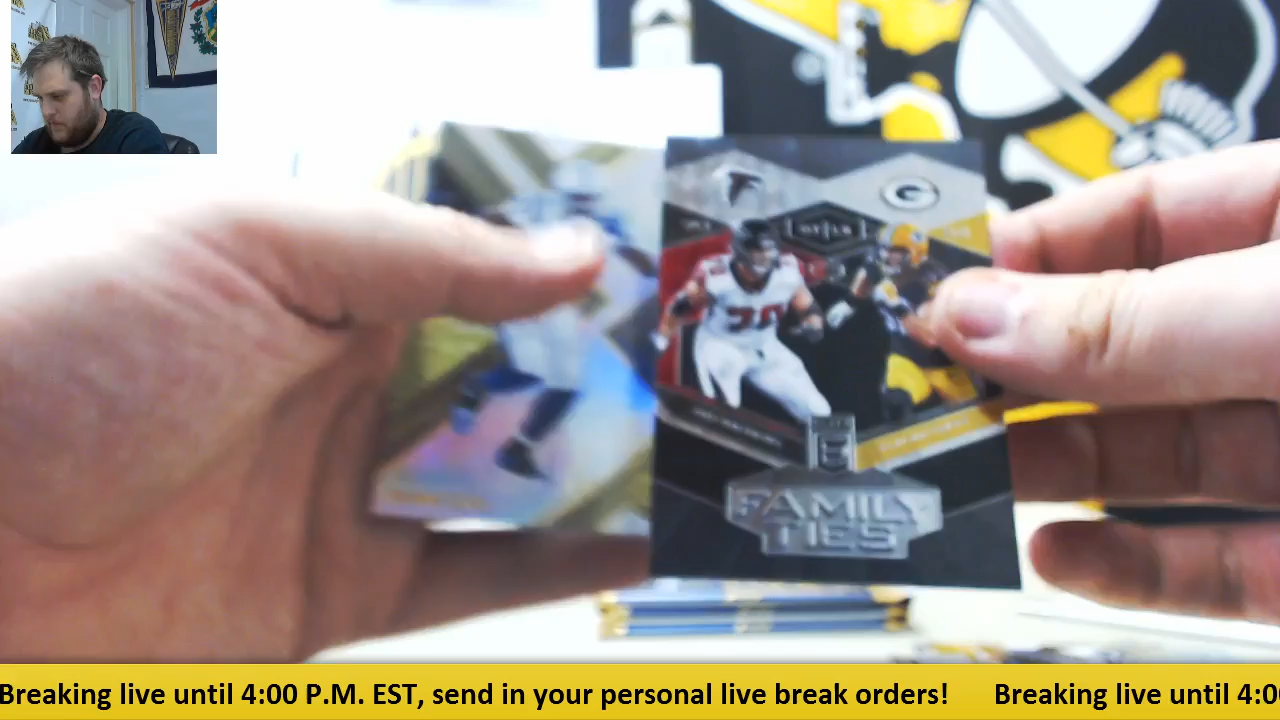 G
70
E
FAMILY
TIES
Breaking live until 4:00 P.M. EST, send in your personal live break orders! Breaking live until 4:0